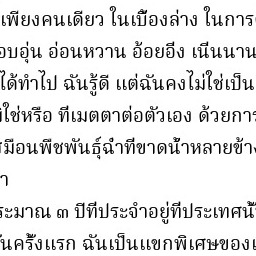 เพียงคนเดียว ในเบื้องล่าง ในการ
อบอุ่น อ่อนหวาน อ้อยอิ่ง เนิ่นนาน
ได้ทำไป ฉันรู้ดี แต่ฉันคงไม่ใช่เป็น
ไม่ใช่หรือ ที่เมตตาต่อตัวเอง ด้วยการ
เสมือนพืชพันธุ์ฉ่ำที่ขาดน้ำหลายข้าง
ประมาณ ๓ ปีที่ประจำอยู่ที่ประเทศนี้
ในครั้งแรก ฉันเป็นแขกพิเศษของ